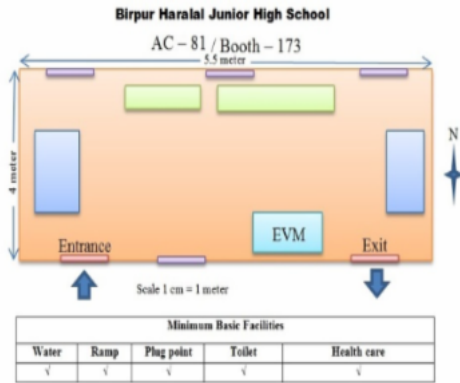 Birpur Haralal Junior High School
AC – 81 / Booth – 173
5.5 meter
4 meter
N
EVM
Entrance
Exit
Scale 1 cm = 1 meter
Minimum Basic Facilities
Water Ramp Plug point Toilet Health care
√ √ √ √ √